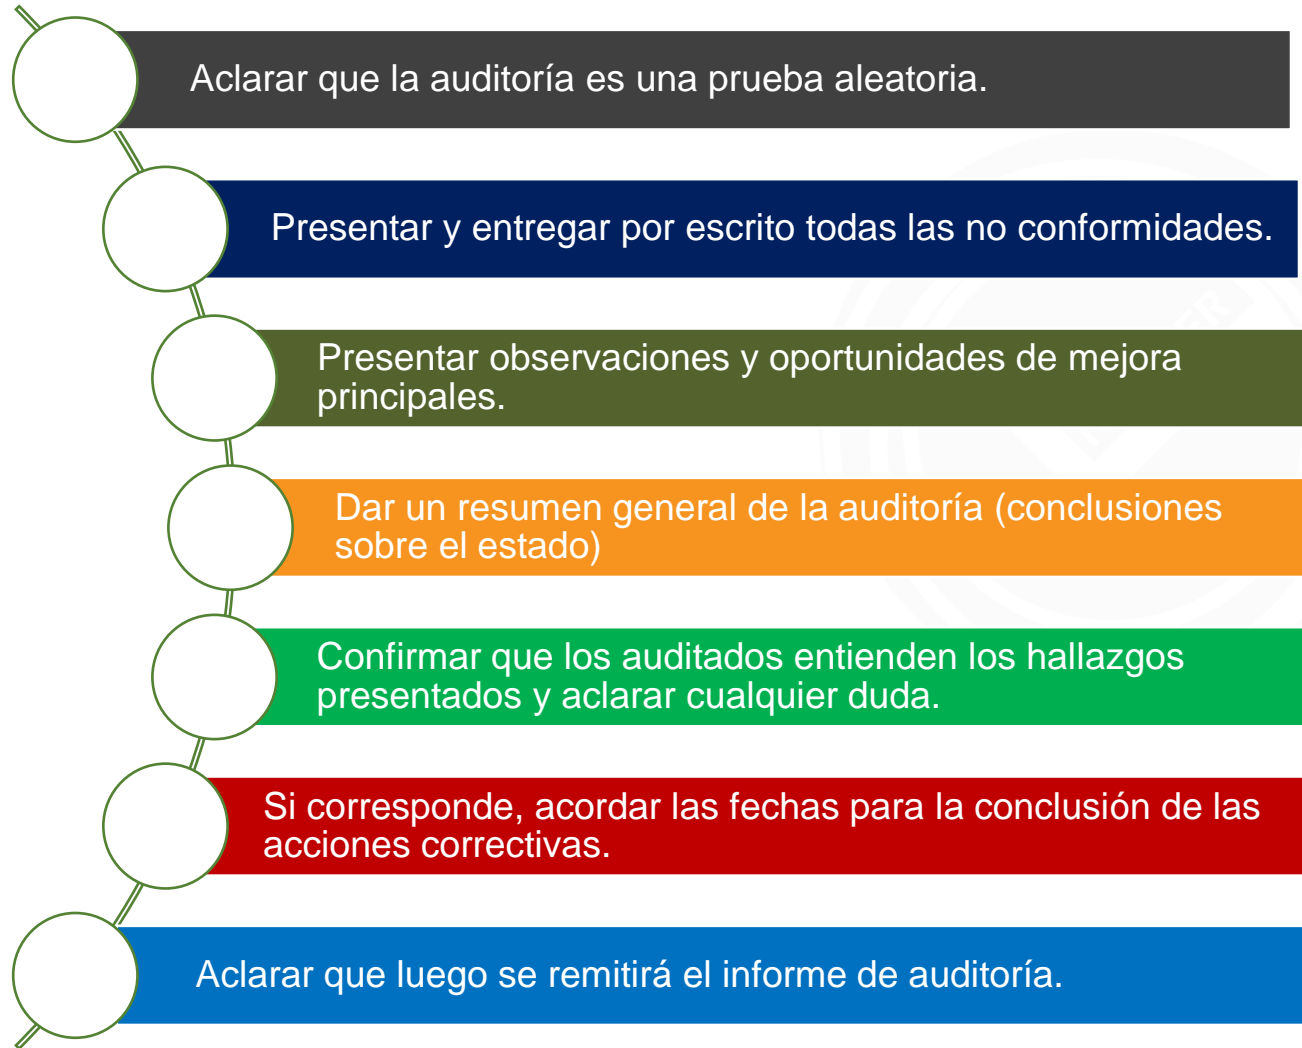 Aclarar que la auditoría es una prueba aleatoria.
Presentar y entregar por escrito todas las no conformidades.
Presentar observaciones y oportunidades de mejora
principales.
Dar un resumen general de la auditoría (conclusiones
sobre el estado)
Confirmar que los auditados entienden los hallazgos
presentados y aclarar cualquier duda.
Si corresponde, acordar las fechas para la conclusión de las
acciones correctivas.
Aclarar que luego se remitirá el informe de auditoría.